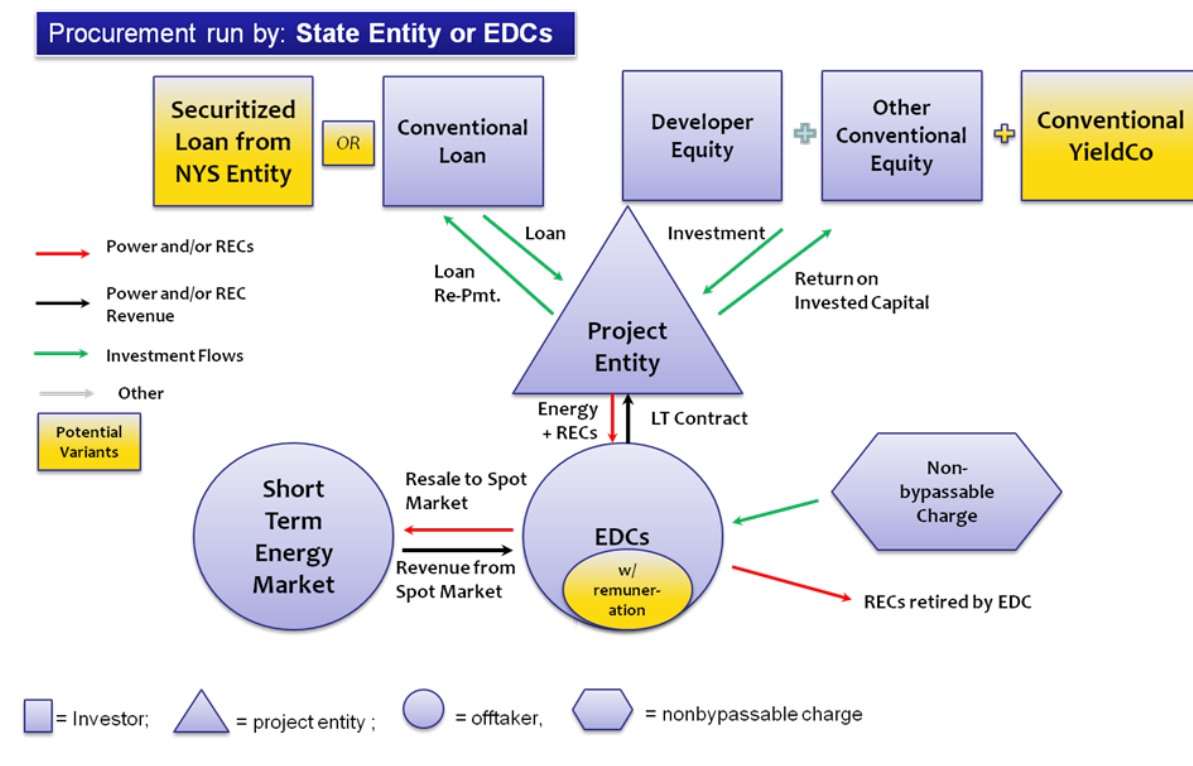 Procurement run by: State Entity or EDCs
Securitized
Loan from
NYS Entity
OR
Conventional
Loan
Developer
Equity
Other
Conventional
Equity
Conventional
YieldCo
Power and/or RECs
Power and/or REC
Revenue
Investment Flows
Other
Potential
Variants
Loan
Loan
Re-Pmt.
Investment
Return on
Invested Capital
Project
Entity
Energy
+ RECs
LT Contract
Short
Term
Energy
Market
Resale to Spot
Market
Revenue from
Spot Market
EDCs
w/
remuner-
ation
Non-
bypassable
Charge
RECs retired by EDC
= Investor;
= project entity ;
= offtaker,
= nonbypassable charge